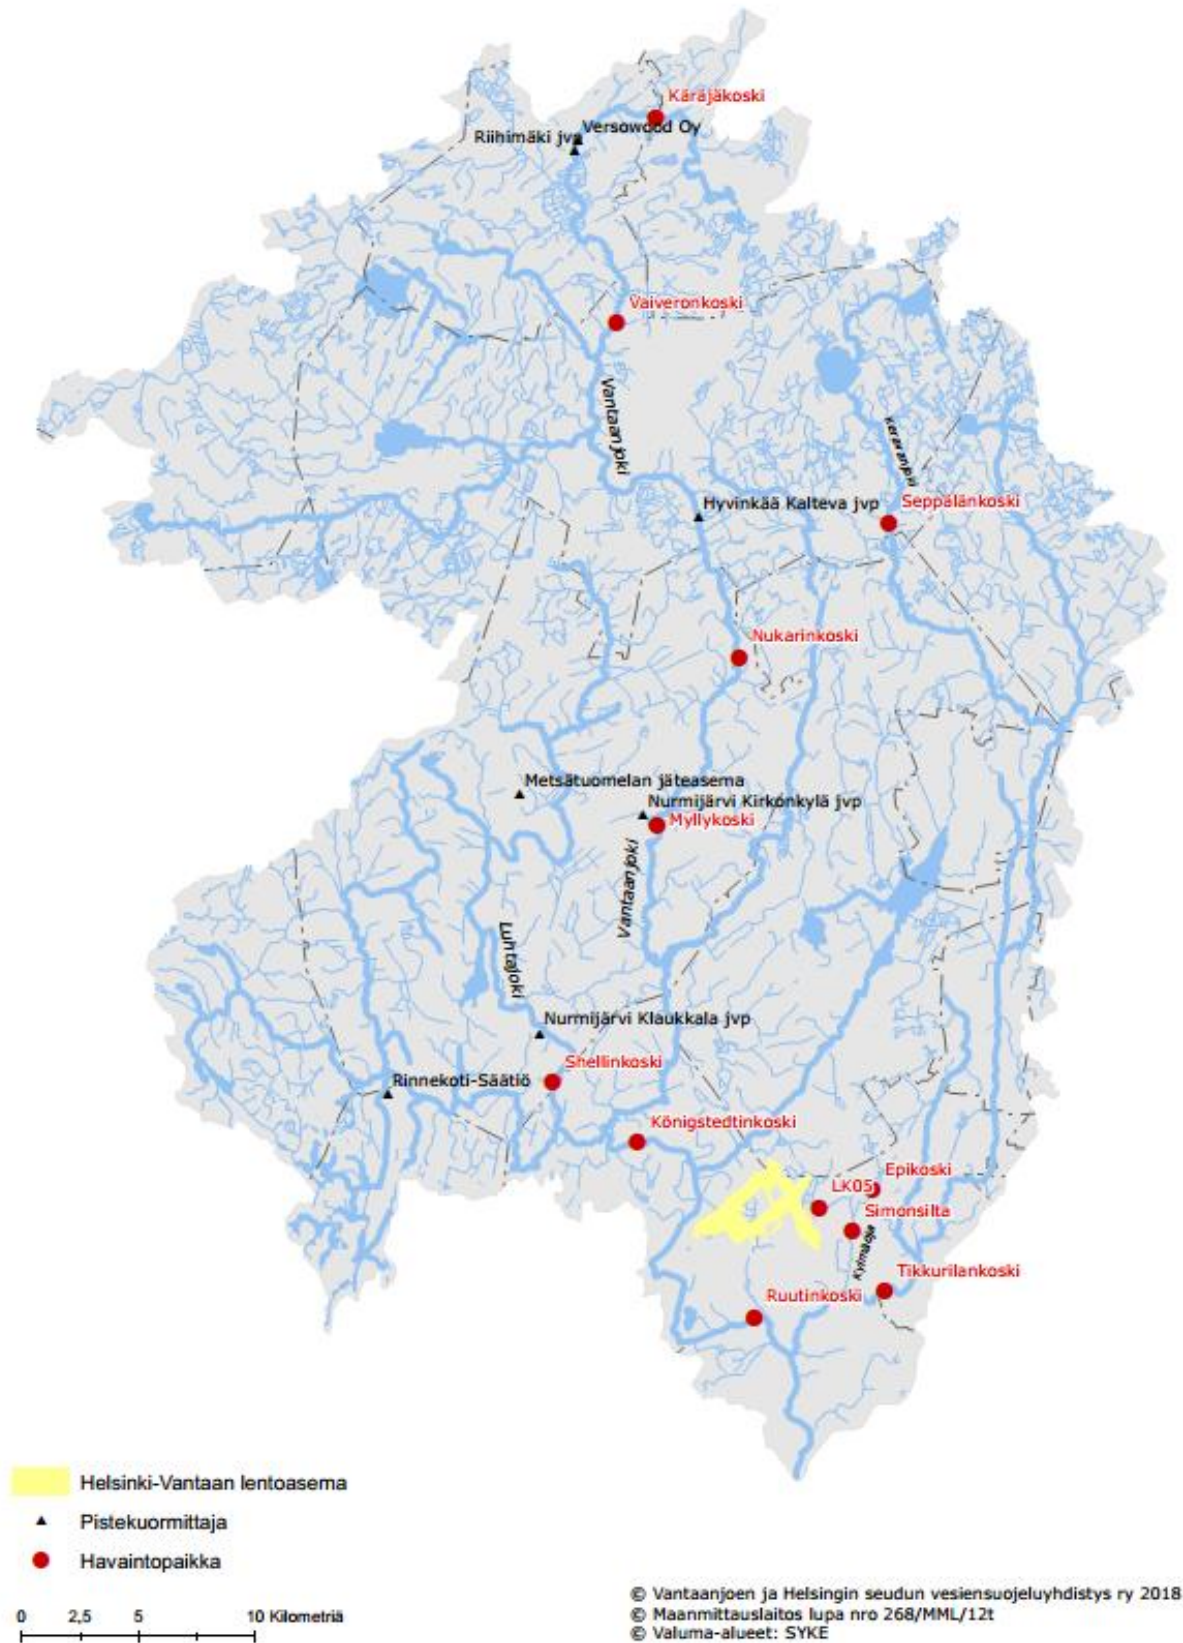 Käräjäkoski
Versowood Oy
Riihimäki jvp
Vaiveronkoski
Vantaanjoki
Keravanjoki
Hyvinkää Kalteva jvp
Seppälänkoski
Nukarinkoski
Metsätuomelan jäteasema
Nurmijärvi Kirkonkylä jvp
Myllykoski
Vantaanjoki
Luhtajoki
Nurmijärvi Klaukkala jvp
Shellinkoski
Rinnekoti-Säätiö
Königstedtinkoski
Epikoski
LK05
Simonsilta
Kylmäoja
Tikkurilankoski
Ruutinkoski
Helsinki-Vantaan lentoasema
Pistekuormittaja
Havaintopaikka
0 2,5 5 10 Kilometriä
© Vantaanjoen ja Helsingin seudun vesiensuojeluyhdistys ry 2018
© Maanmittauslaitos lupa nro 268/MML/12t
© Valuma-alueet: SYKE